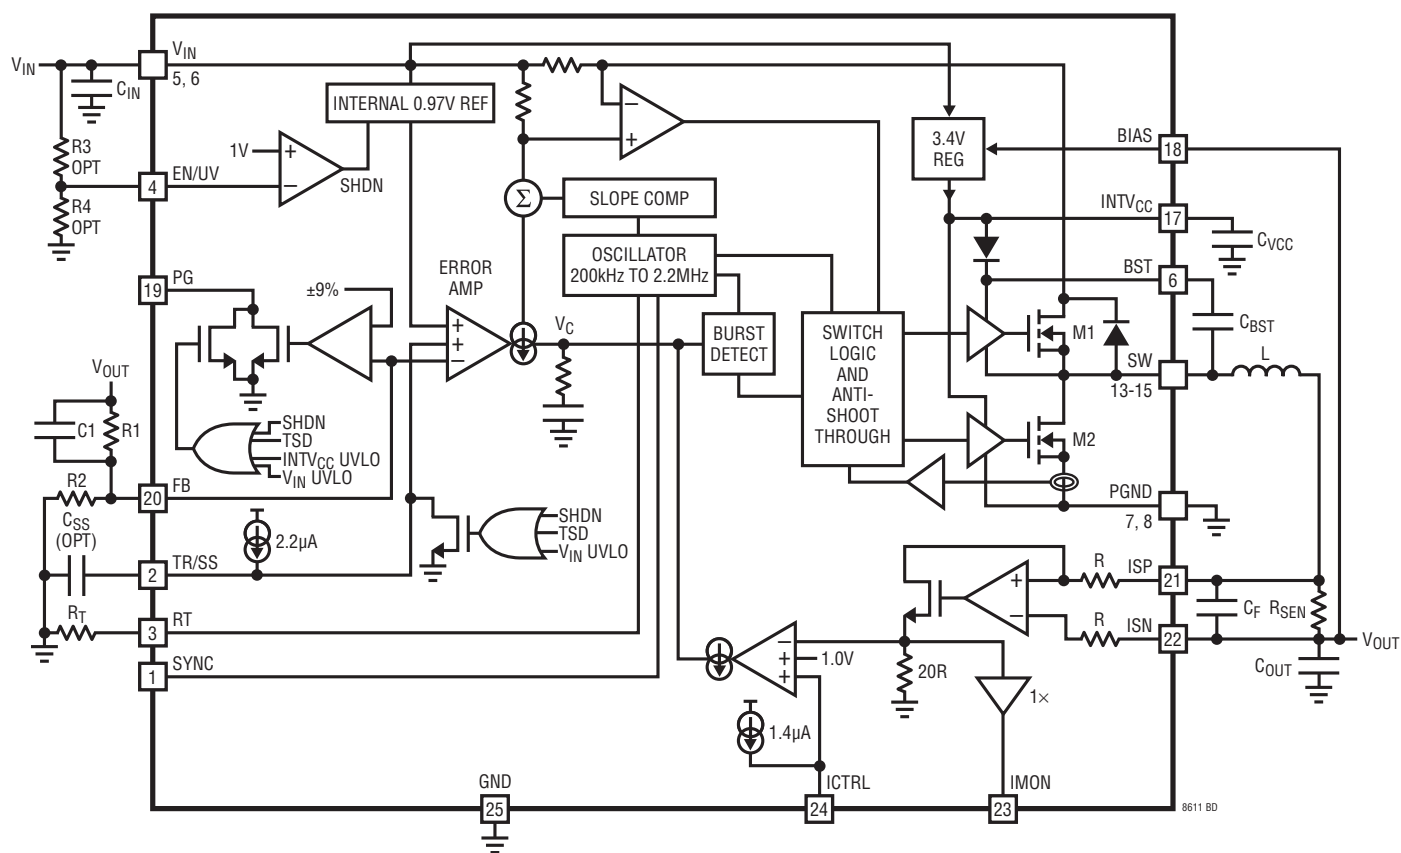 VIN
VIN
5, 6
CIN
R3
OPT
R4
OPT
1V
+
−
EN/UV
4
SHDN
INTERNAL 0.97V REF
−
+
3.4V
REG
BIAS
18
INTVCC
17
CVCC
BST
6
CBST
Σ
SLOPE COMP
OSCILLATOR
200kHz TO 2.2MHz
PG
19
±9%
ERROR
AMP
+
+
−
VC
BURST
DETECT
SWITCH
LOGIC
AND
ANTI-
SHOOT
THROUGH
M1
SW
13-15
L
M2
PGND
7, 8
VOUT
C1
R1
SHDN
TSD
INTVCC UVLO
VIN UVLO
R2
FB
20
CSS
(OPT)
2.2µA
SHDN
TSD
VIN UVLO
TR/SS
2
RT
RT
3
SYNC
1
+
−
R
ISP
21
R
ISN
22
CF
RSEN
VOUT
COUT
−
+
1.0V
+
20R
1×
1.4µA
GND
25
ICTRL
24
IMON
23
8611 BD